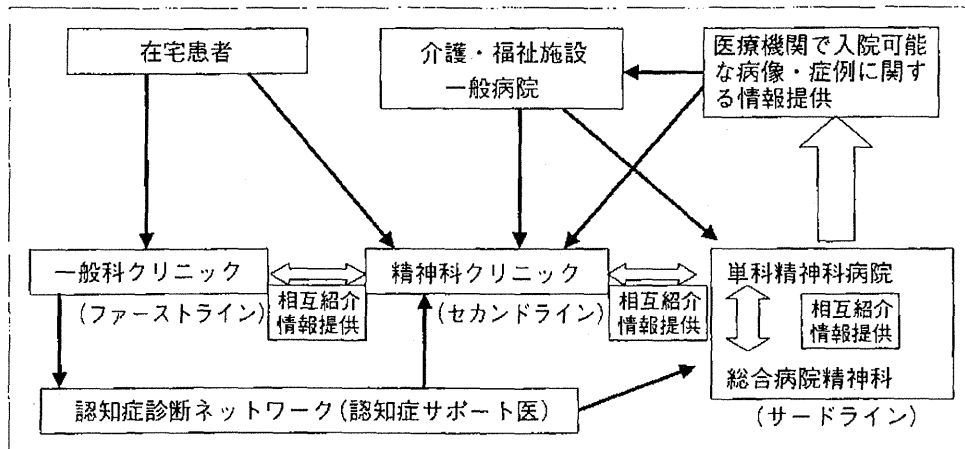 在宅患者
介護・福祉施設
一般病院
医療機関で入院可能
な病像・症例に関す
る情報提供
一般科クリニック
(ファーストライン)
相互紹介
情報提供
精神科クリニック
(セカンドライン)
相互紹介
情報提供
単科精神科病院
相互紹介
情報提供
総合病院精神科
(サードライン)
認知症診断ネットワーク(認知症サポート医)